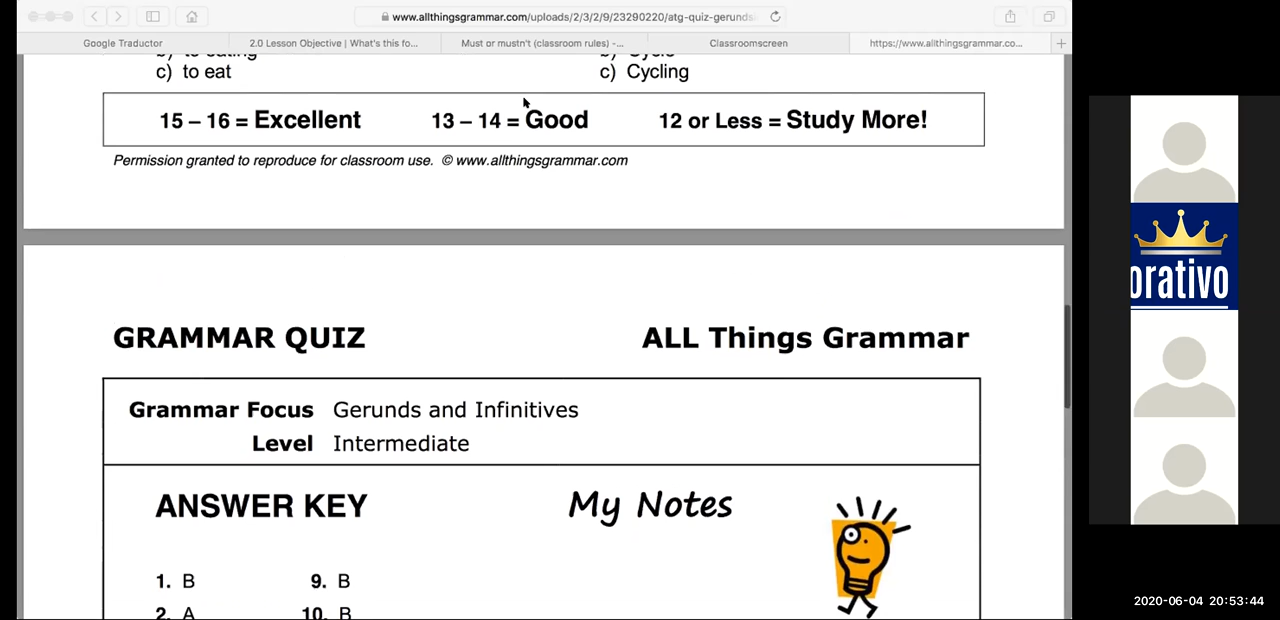 www.allthingsgrammar.com/uploads/2/3/2/9/23290220/atg-quiz-gerunds
Google Traductor
2.0 Lesson Objective | What's this fo...
Must or mustn't (classroom rules) -...
Classroomscreen
https://www.allthingsgrammar.co...
b) to eating
b) Cycle
c) to eat
c) Cycling
15 – 16 = Excellent
13 – 14 = Good
12 or Less = Study More!
Permission granted to reproduce for classroom use. © www.allthingsgrammar.com
orativo
GRAMMAR QUIZ
ALL Things Grammar
Grammar Focus Gerunds and Infinitives
Level Intermediate
ANSWER KEY
My Notes
1. B
9. B
2. A
10. B
2020-06-04 20:53:44